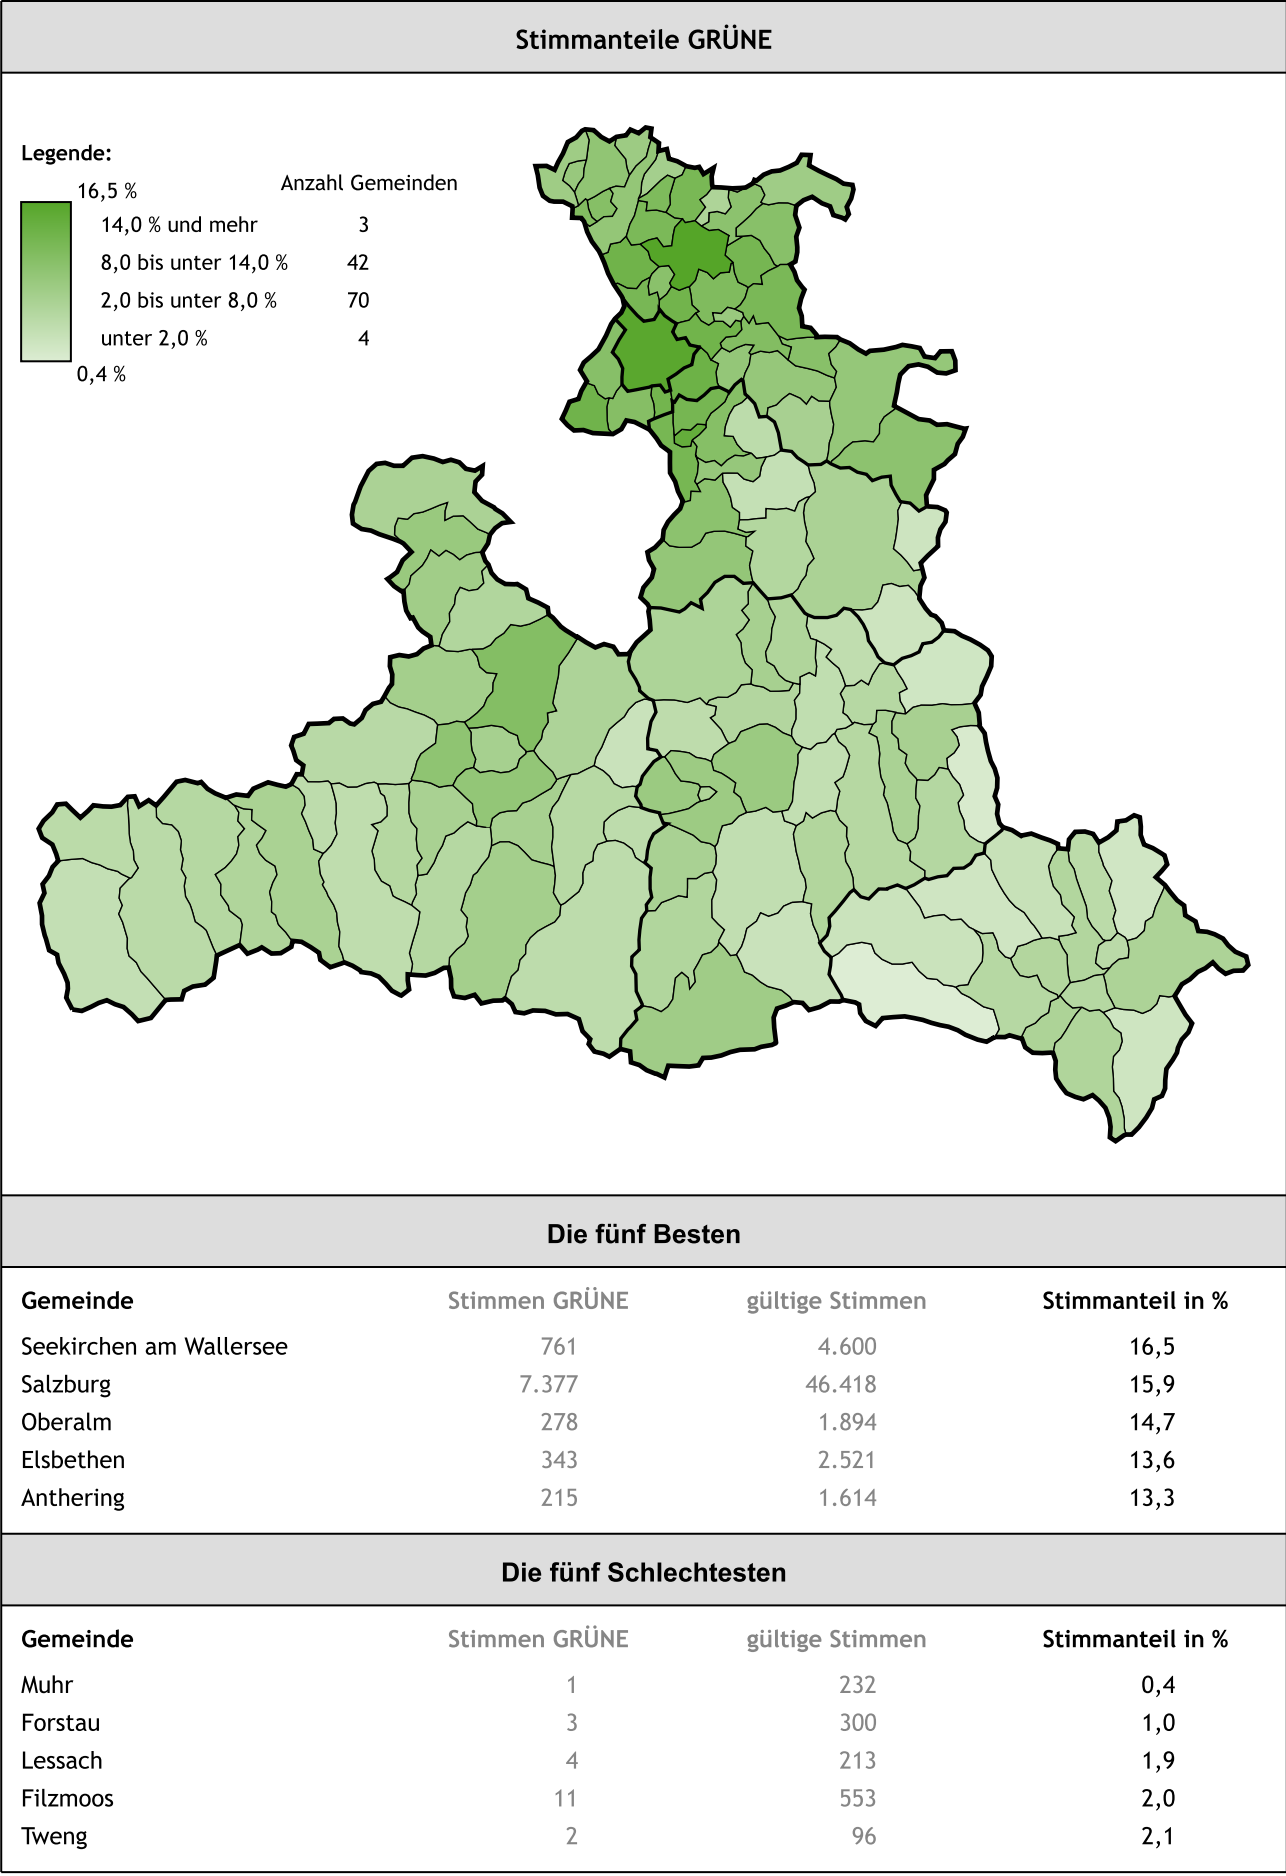 Stimmanteile GRÜNE
Legende:
Anzahl Gemeinden
16,5 %
14,0 % und mehr 3
8,0 bis unter 14,0 % 42
2,0 bis unter 8,0 % 70
unter 2,0 % 4
0,4 %
Die fünf Besten
Gemeinde Stimmen GRÜNE gültige Stimmen Stimmanteil in %
Seekirchen am Wallersee 761 4.600 16,5
Salzburg 7.377 46.418 15,9
Oberalm 278 1.894 14,7
Elsbethen 343 2.521 13,6
Anthering 215 1.614 13,3
Die fünf Schlechtesten
Gemeinde Stimmen GRÜNE gültige Stimmen Stimmanteil in %
Muhr 1 232 0,4
Forstau 3 300 1,0
Lessach 4 213 1,9
Filzmoos 11 553 2,0
Tweng 2 96 2,1